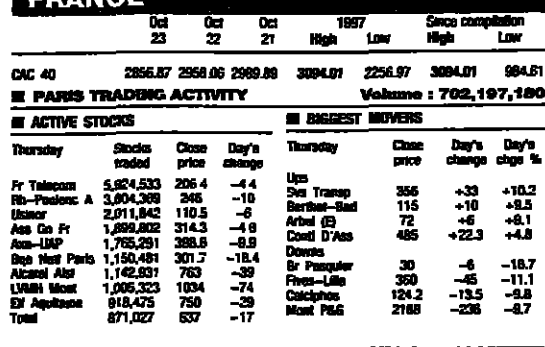 FRANCE
Oct Oct Oct 1997 Since compilation
23 22 21 High Low High Low
CAC 40 2856.87 2958.06 2989.89 3094.01 2256.97 3094.01 984.61
PARIS TRADING ACTIVITY Volume : 702,197,180
ACTIVE STOCKS
Thursday Stocks Close Day's
traded price change
Fr Telecom 5,924,533 206.4 -4.4
Rh-Poulenc A 3,604,369 246 -10
Usinor 2,011,842 110.5 -6
Ass Gn Fr 1,899,802 314.3 -4.8
Axa-UAP 1,765,291 398.6 -9.9
Bqe Nat Paris 1,150,481 301.7 -18.4
Alcatel Alst 1,142,931 763 -39
LVMH Moet 1,005,323 1034 -74
Elf Aquitaine 918,475 750 -29
Total 871,027 637 -17
BIGGEST MOVERS
Thursday Close Day's Day's
price change chge %
Ups
Sva Transp 356 +33 +10.2
Berthet-Bad 115 +10 +9.5
Arbel (E) 72 +6 +9.1
Conti D'Ass 485 +22.3 +4.8
Downs
Br Pasquier 30 -6 -16.7
Fives-Lille 360 -45 -11.1
Calciphos 124.2 -13.5 -9.8
Mont P&G 2168 -236 -9.7